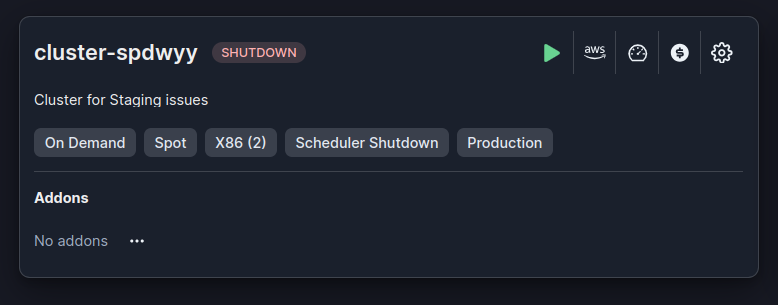 cluster-spdwyy SHUTDOWN aws
Cluster for Staging issues
On Demand Spot X86 (2) Scheduler Shutdown Production
Addons
No addons